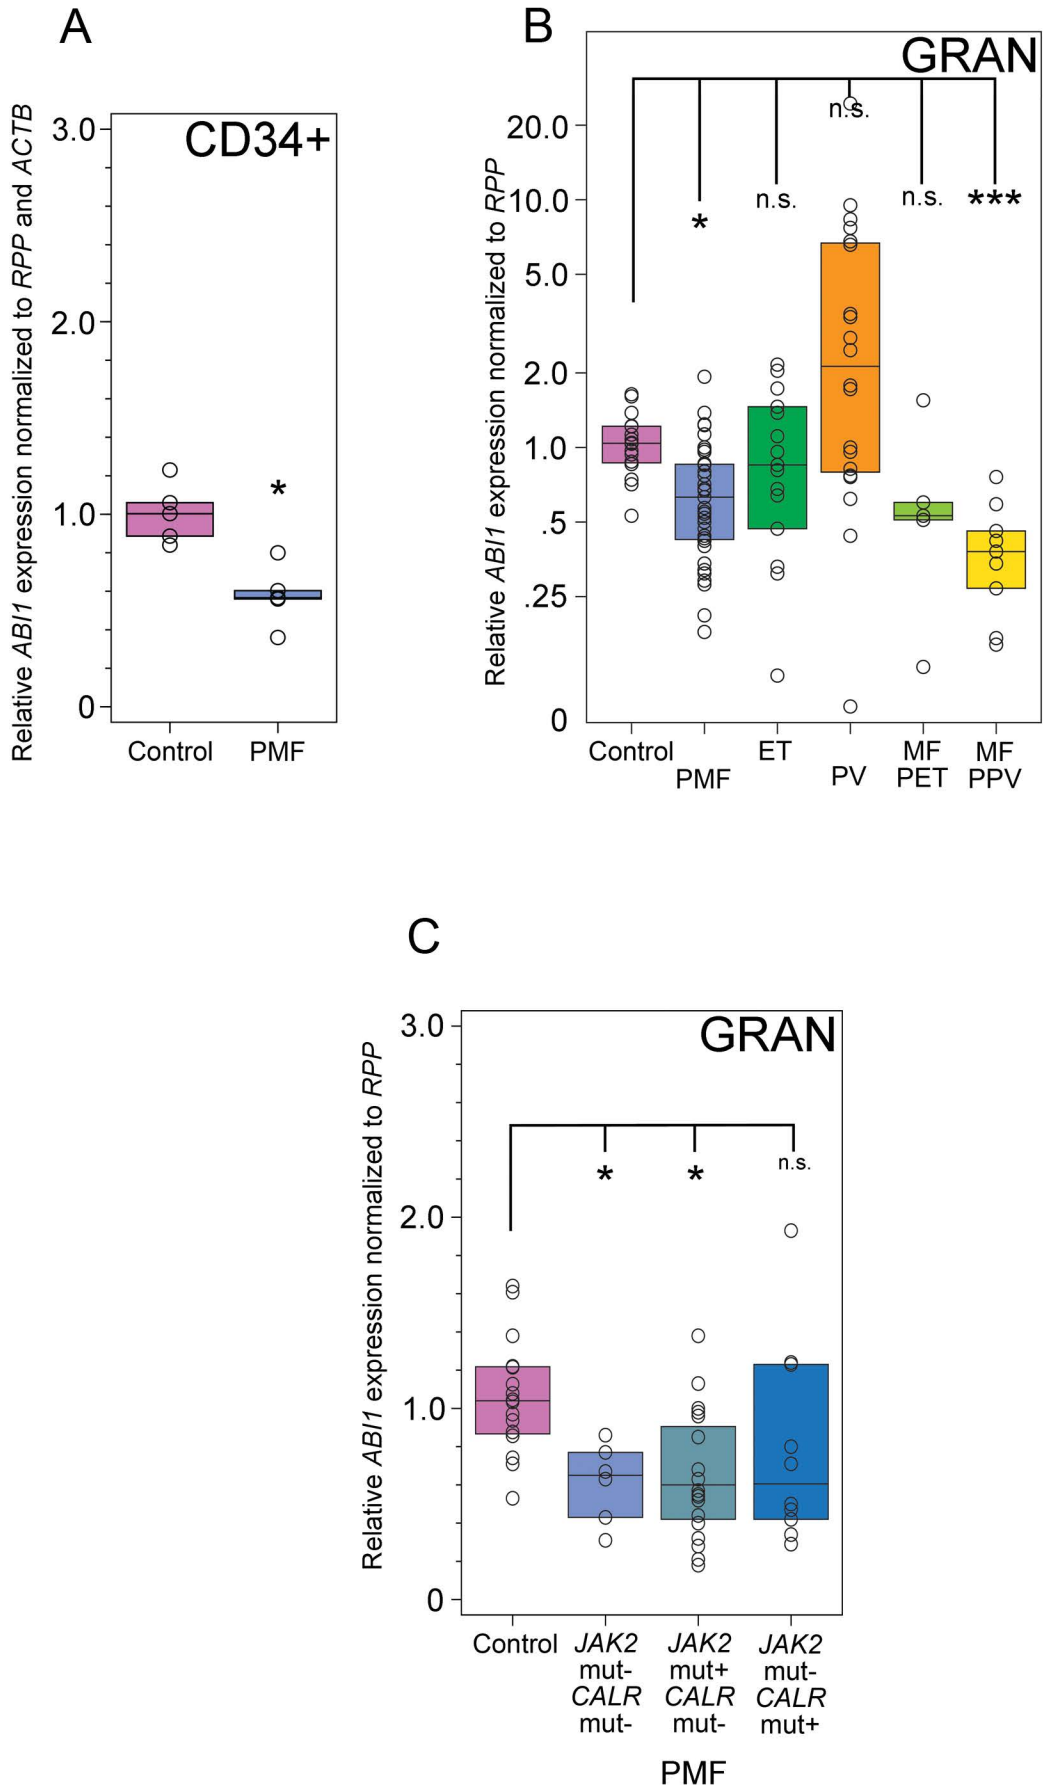 A
CD34+
Relative ABI1 expression normalized to RPP and ACTB
3.0
2.0
1.0
0
*
Control
PMF
B
GRAN
Relative ABI1 expression normalized to RPP
20.0
10.0
5.0
2.0
1.0
.5
.25
0
*
n.s.
n.s.
n.s.
***
Control
PMF
ET
PV
MF
PET
MF
PPV
C
GRAN
Relative ABI1 expression normalized to RPP
3.0
2.0
1.0
0
*
*
n.s.
Control
JAK2
mut-
CALR
mut-
JAK2
mut+
CALR
mut-
JAK2
mut-
CALR
mut+
PMF